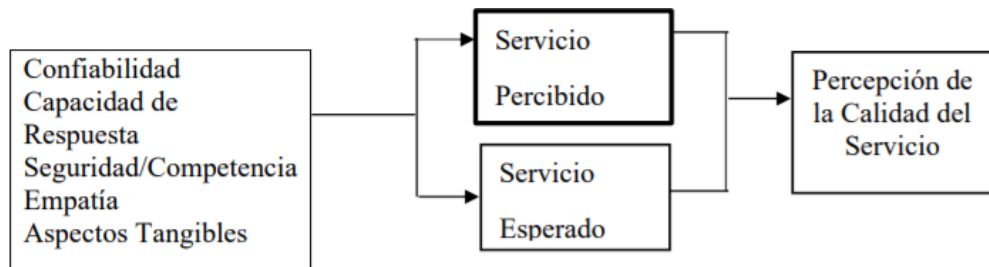 Confiabilidad
Capacidad de
Respuesta
Seguridad/Competencia
Empatía
Aspectos Tangibles
Servicio
Percibido
Servicio
Esperado
Percepción de
la Calidad del
Servicio